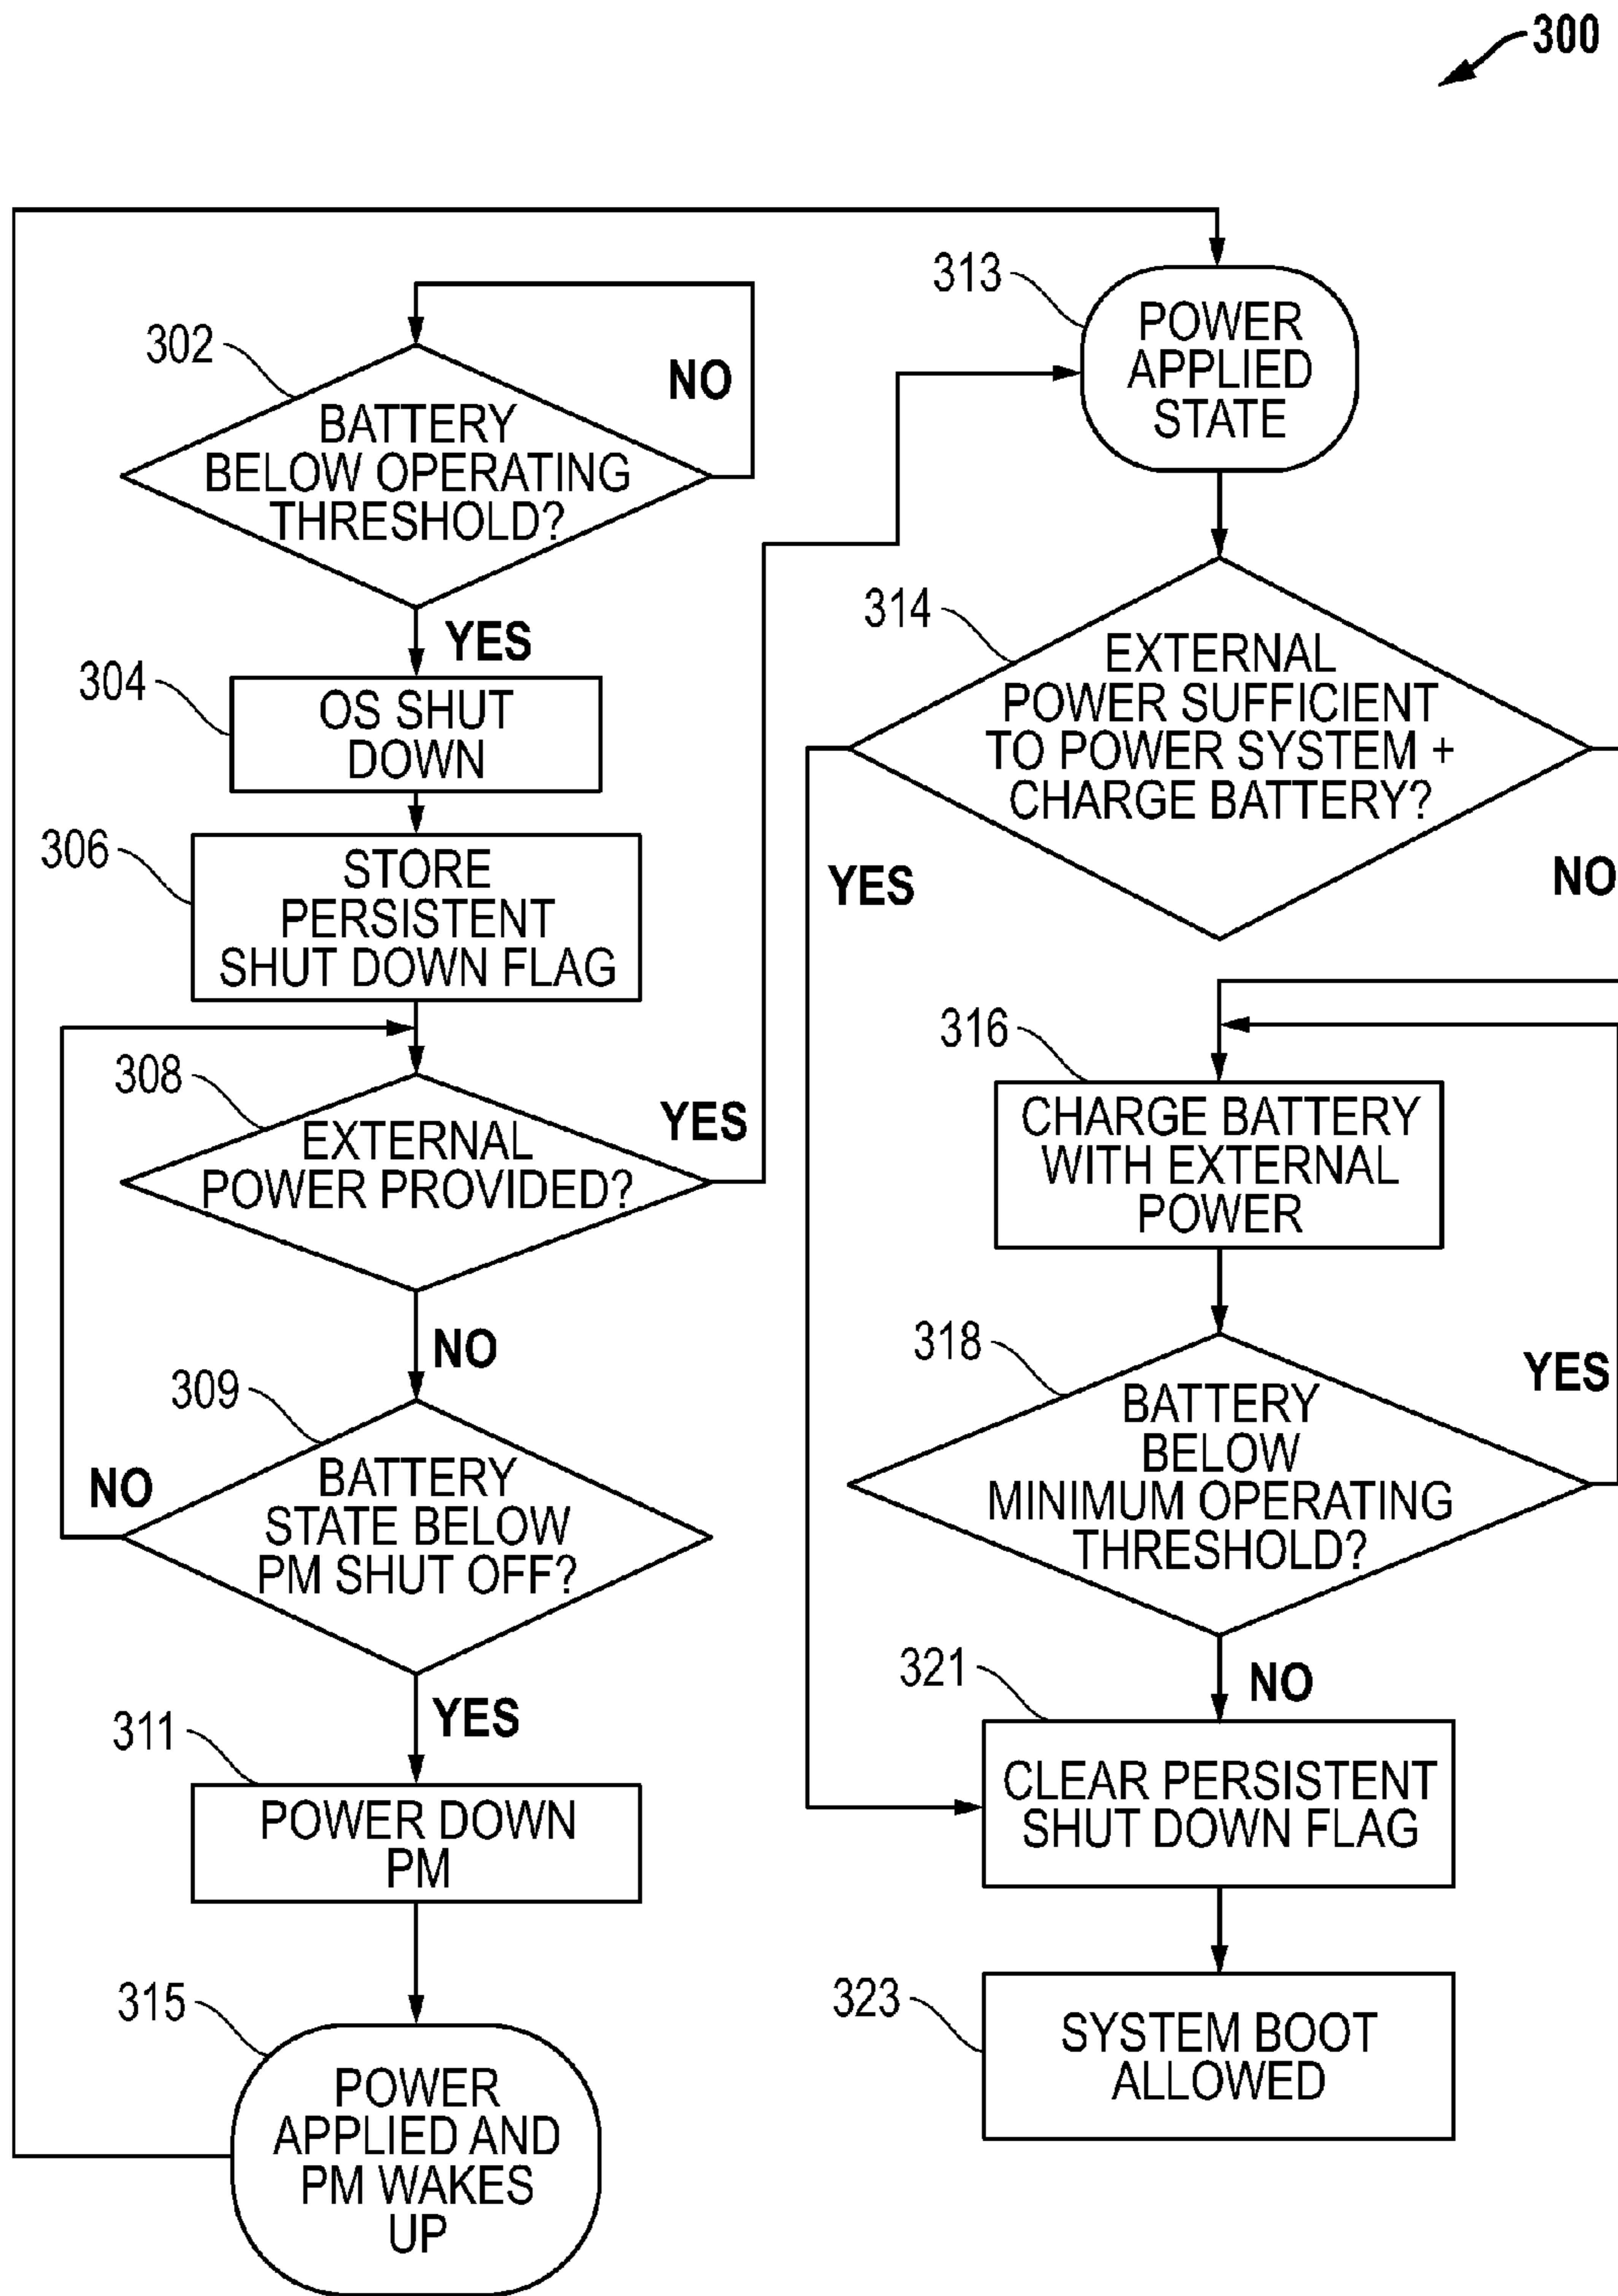 300
302
BATTERY
BELOW OPERATING
THRESHOLD?
NO
YES
304
OS SHUT
DOWN
306
STORE
PERSISTENT
SHUT DOWN FLAG
308
EXTERNAL
POWER PROVIDED?
YES
NO
309
BATTERY
STATE BELOW
PM SHUT OFF?
NO
YES
311
POWER DOWN
PM
315
POWER
APPLIED AND
PM WAKES
UP
313
POWER
APPLIED
STATE
314
EXTERNAL
POWER SUFFICIENT
TO POWER SYSTEM +
CHARGE BATTERY?
YES
NO
316
CHARGE BATTERY
WITH EXTERNAL
POWER
318
BATTERY
BELOW
MINIMUM OPERATING
THRESHOLD?
YES
NO
321
CLEAR PERSISTENT
SHUT DOWN FLAG
323
SYSTEM BOOT
ALLOWED